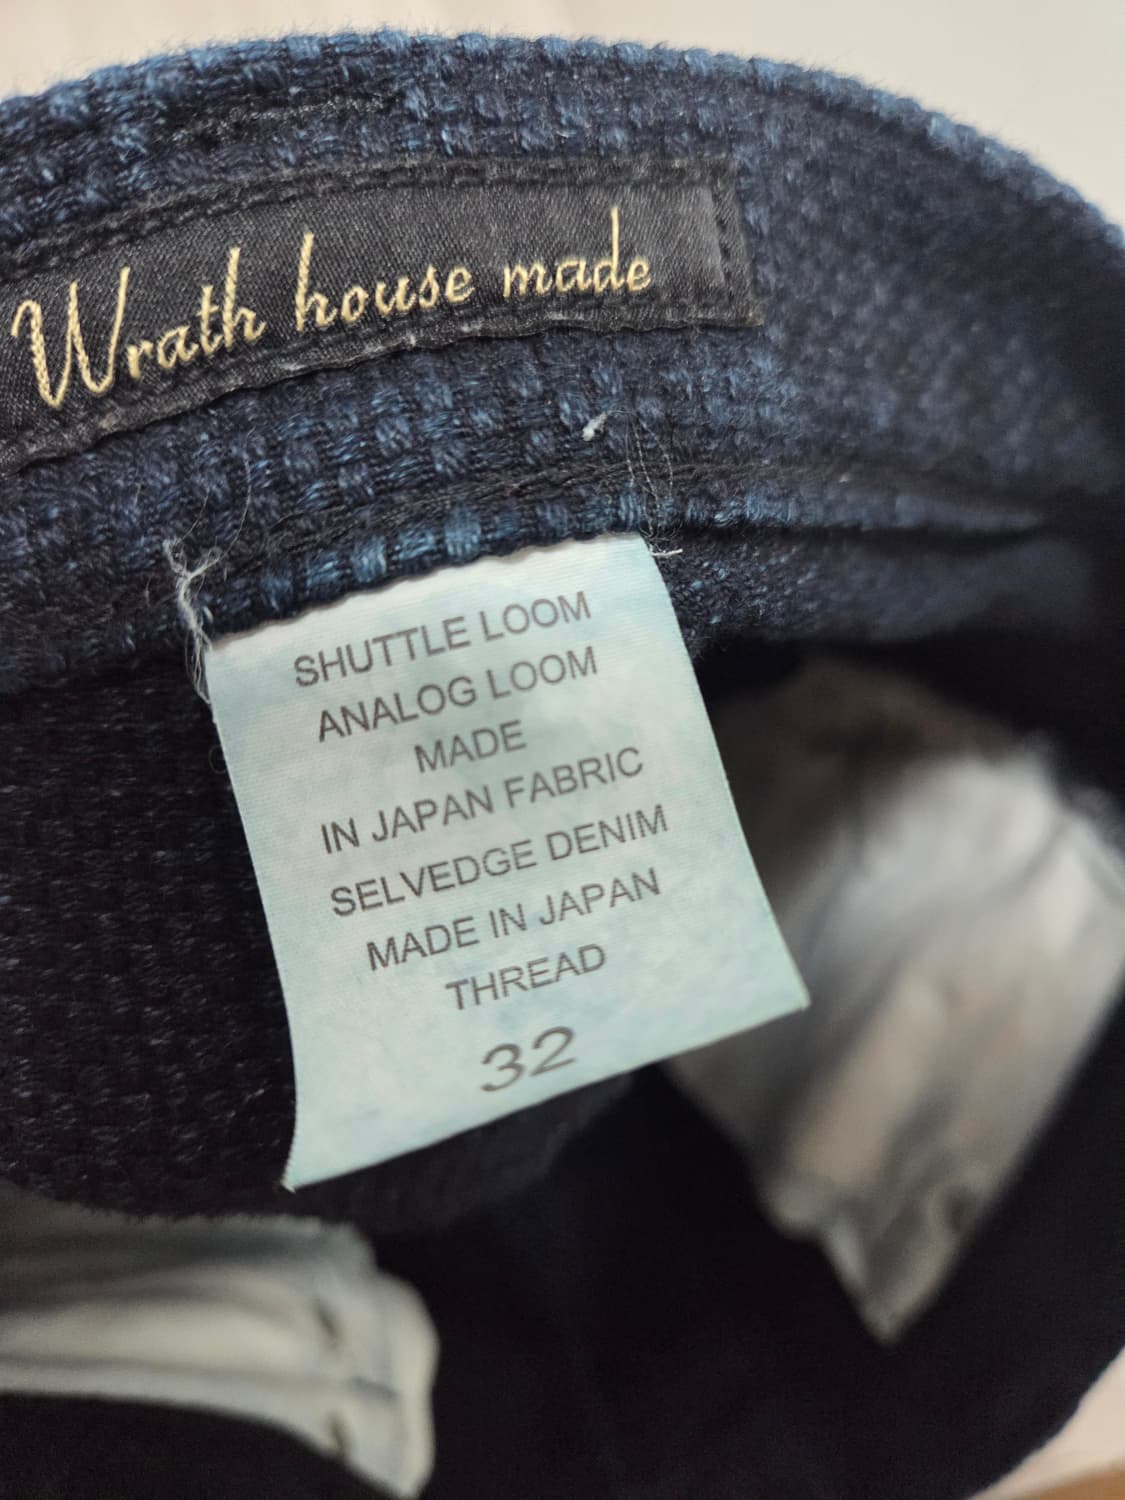 Wrath house made
SHUTTLE LOOM
ANALOG LOOM
MADE
IN JAPAN FABRIC
SELVEDGE DENIM
MADE IN JAPAN
THREAD
32